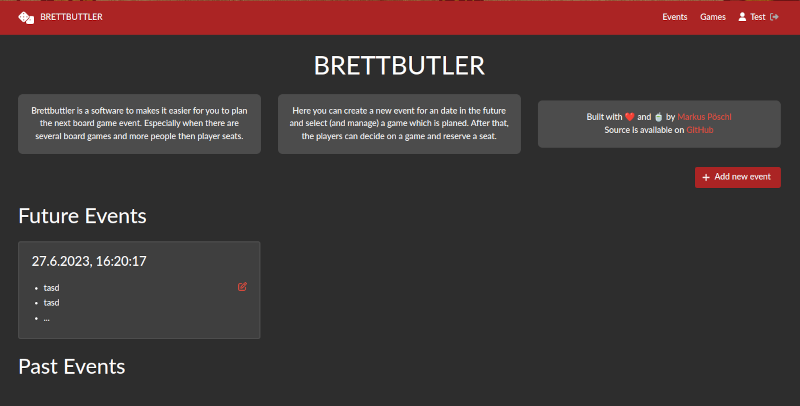 BRETTBUTTLER
Events Games Test
BRETTBUTLER
Brettbuttler is a software to makes it easier for you to plan
the next board game event. Especially when there are
several board games and more people then player seats.
Here you can create a new event for an date in the future
and select (and manage) a game which is planed. After that,
the players can decide on a game and reserve a seat.
Built with ❤️ and 🍵 by Markus Pöschl
Source is available on GitHub
+ Add new event
Future Events
27.6.2023, 16:20:17
• tasd
• tasd
• ...
Past Events